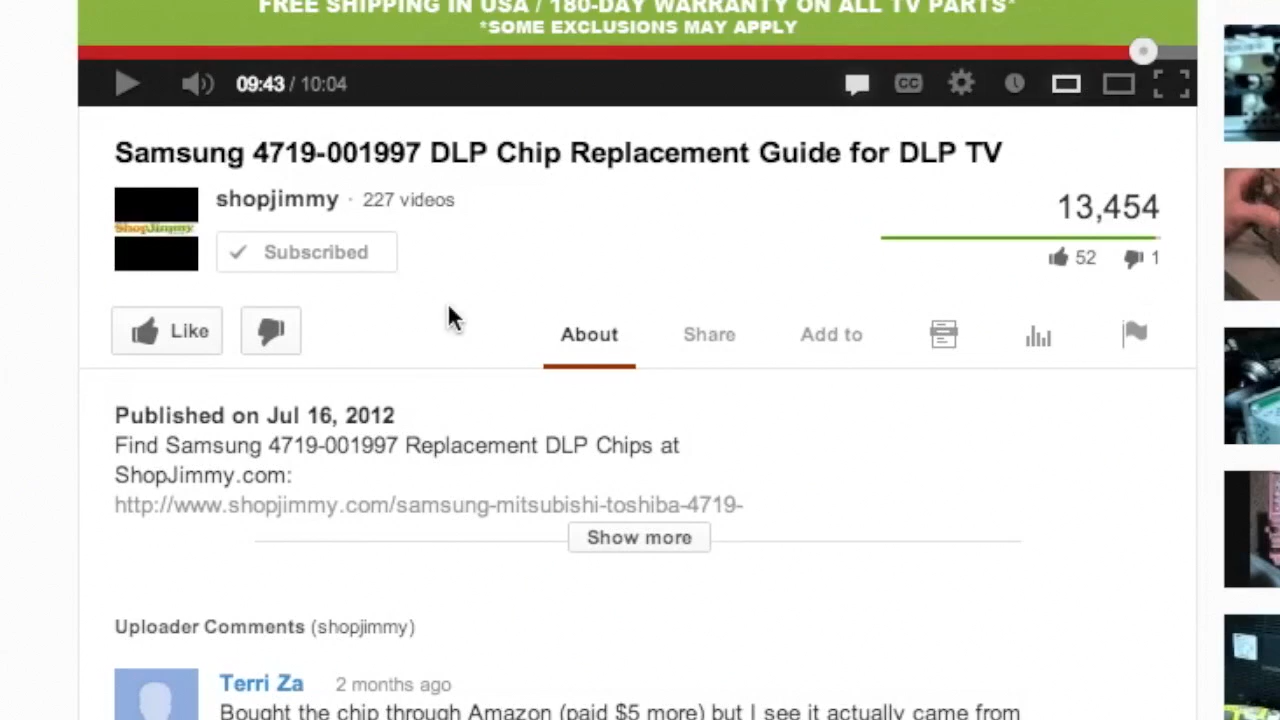 FREE SHIPPING IN USA / 180-DAY WARRANTY ON ALL TV PARTS*
*SOME EXCLUSIONS MAY APPLY
09:43 / 10:04
CC
Samsung 4719-001997 DLP Chip Replacement Guide for DLP TV
ShopJimmy
shopjimmy · 227 videos
13,454
Subscribed
52 1
Like
About Share Add to
Published on Jul 16, 2012
Find Samsung 4719-001997 Replacement DLP Chips at
ShopJimmy.com:
http://www.shopjimmy.com/samsung-mitsubishi-toshiba-4719-
Show more
Uploader Comments (shopjimmy)
Terri Za 2 months ago
Bought the chip through Amazon (paid $5 more) but I see it actually came from